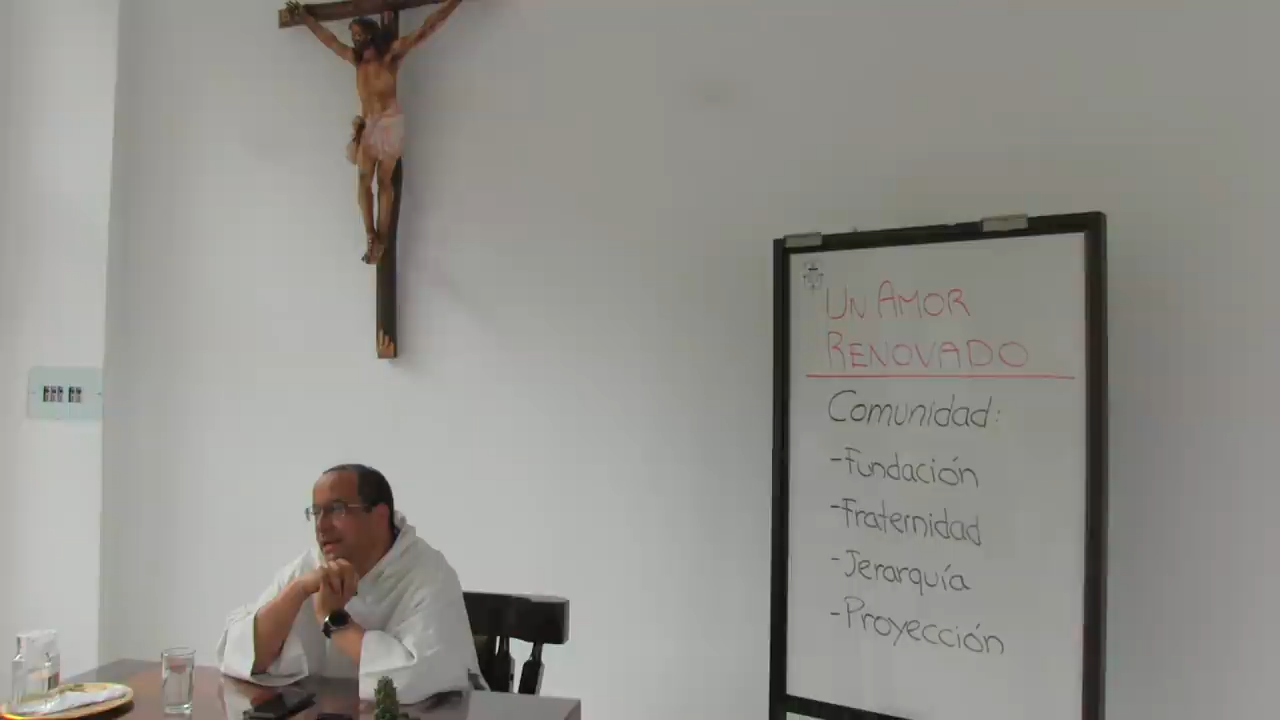 UN AMOR
RENOVADO
Comunidad:
-Fundación
-Fraternidad
-Jerarquía
-Proyección